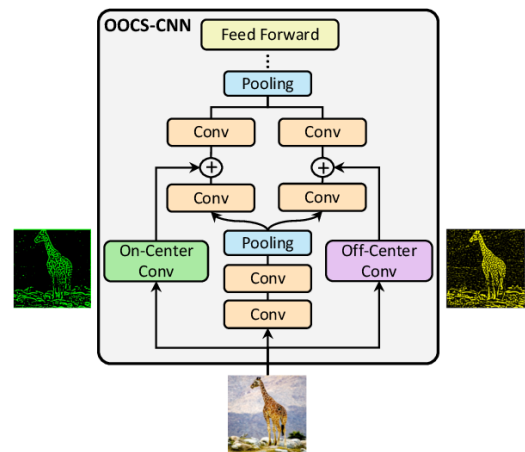 OOCS-CNN
Feed Forward
Pooling
Conv
Conv
+
+
Conv
Conv
On-Center
Conv
Pooling
Off-Center
Conv
Conv
Conv